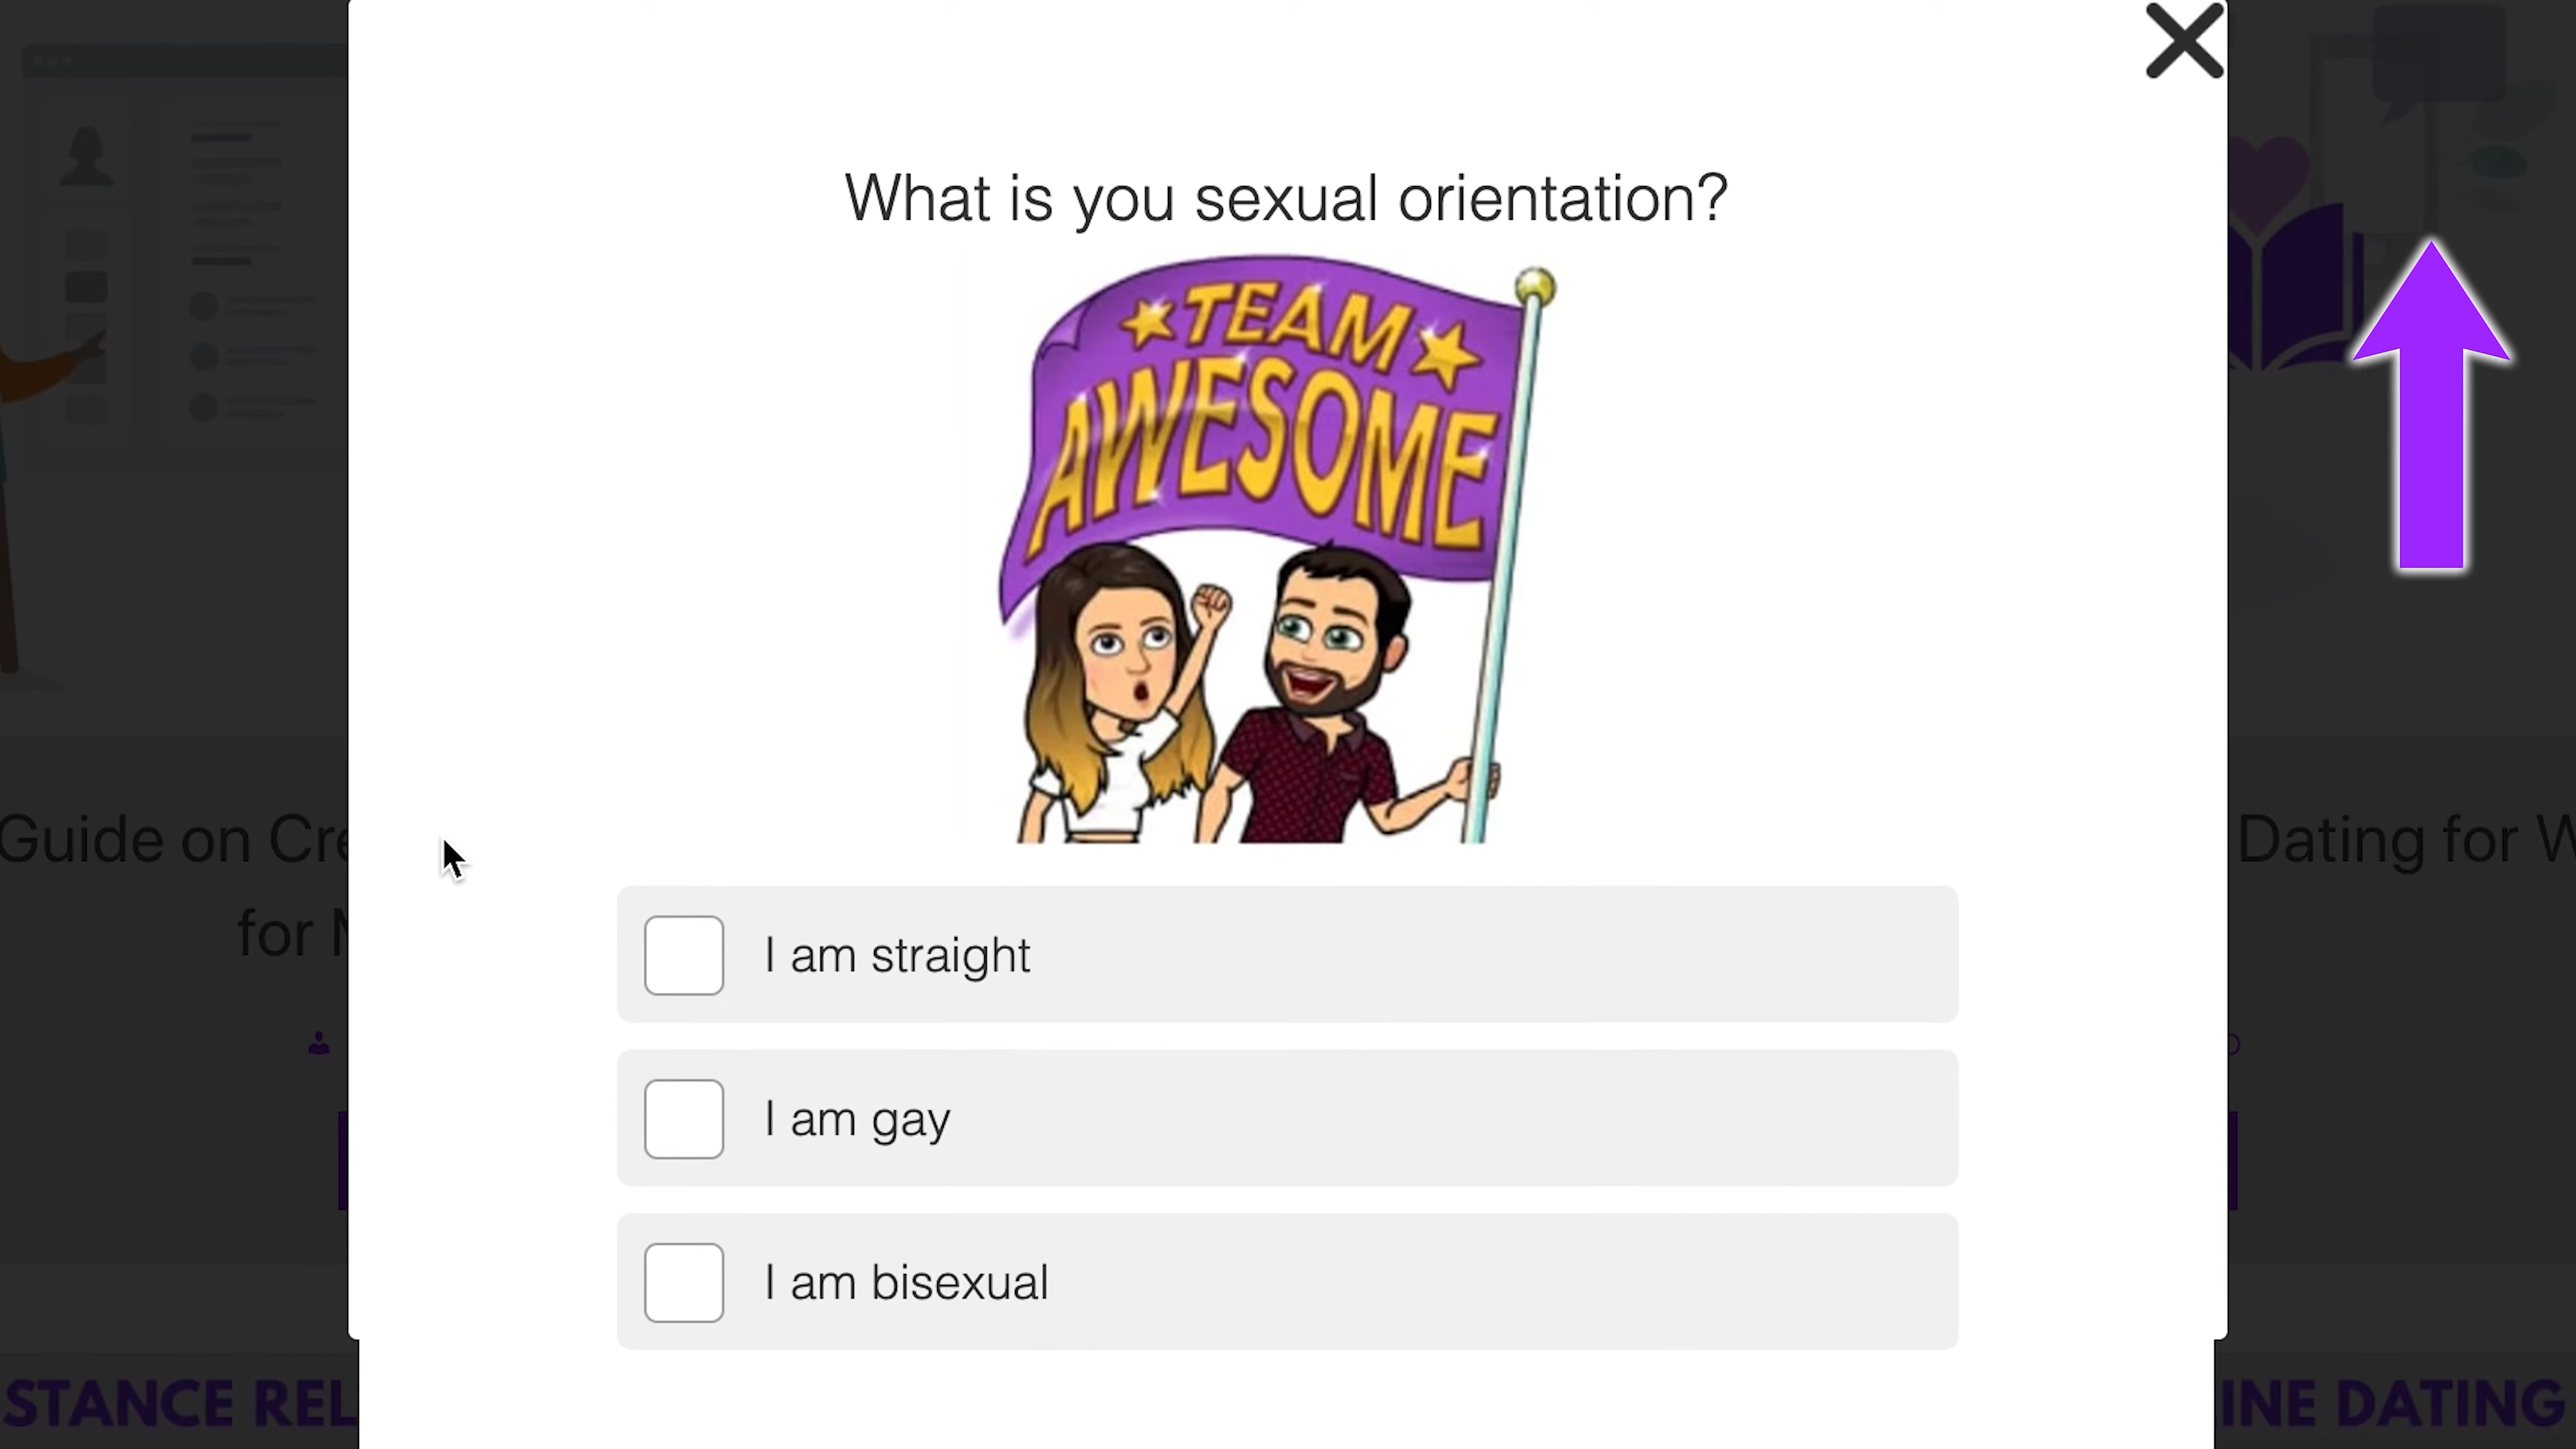 What is you sexual orientation?
TEAM
AWESOME
I am straight
I am gay
I am bisexual
Guide on Cre
for
Dating for W
STANCE REL
INE DATING